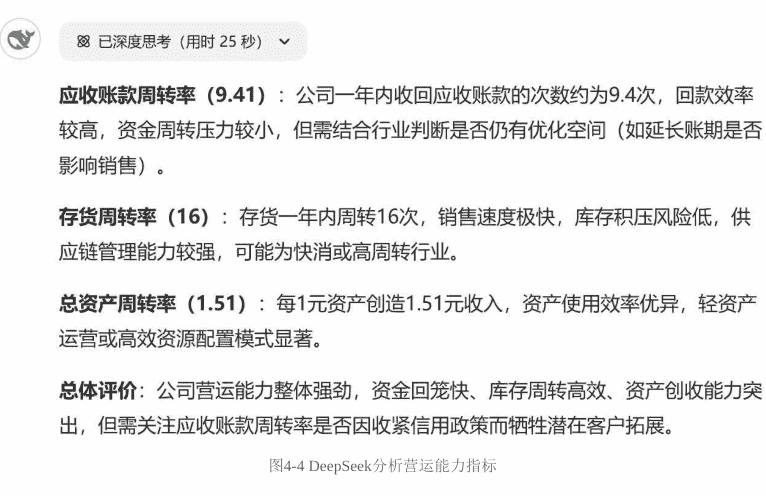 已深度思考（用时 25 秒）
应收账款周转率（9.41）：公司一年内收回应收账款的次数约为9.4次，回款效率
较高，资金周转压力较小，但需结合行业判断是否仍有优化空间（如延长账期是否
影响销售）。
存货周转率（16）：存货一年内周转16次，销售速度极快，库存积压风险低，供
应链管理能力较强，可能为快消或高周转行业。
总资产周转率（1.51）：每1元资产创造1.51元收入，资产使用效率优异，轻资产
运营或高效资源配置模式显著。
总体评价：公司营运能力整体强劲，资金回笼快、库存周转高效、资产创收能力突
出，但需关注应收账款周转率是否因收紧信用政策而牺牲潜在客户拓展。
图4-4 DeepSeek分析营运能力指标